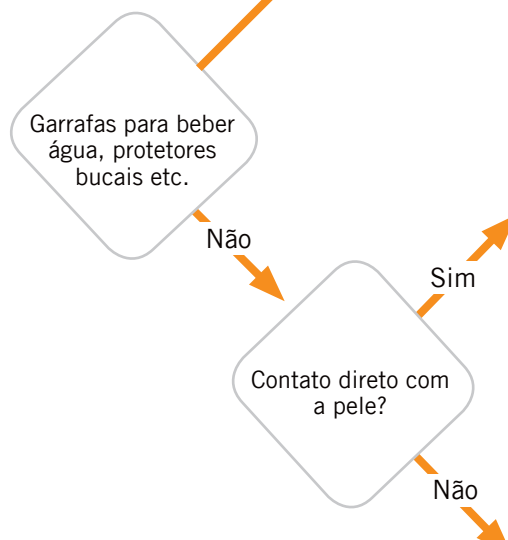 Garrafas para beber
água, protetores
bucais etc.
Não
Sim
Contato direto com
a pele?
Não